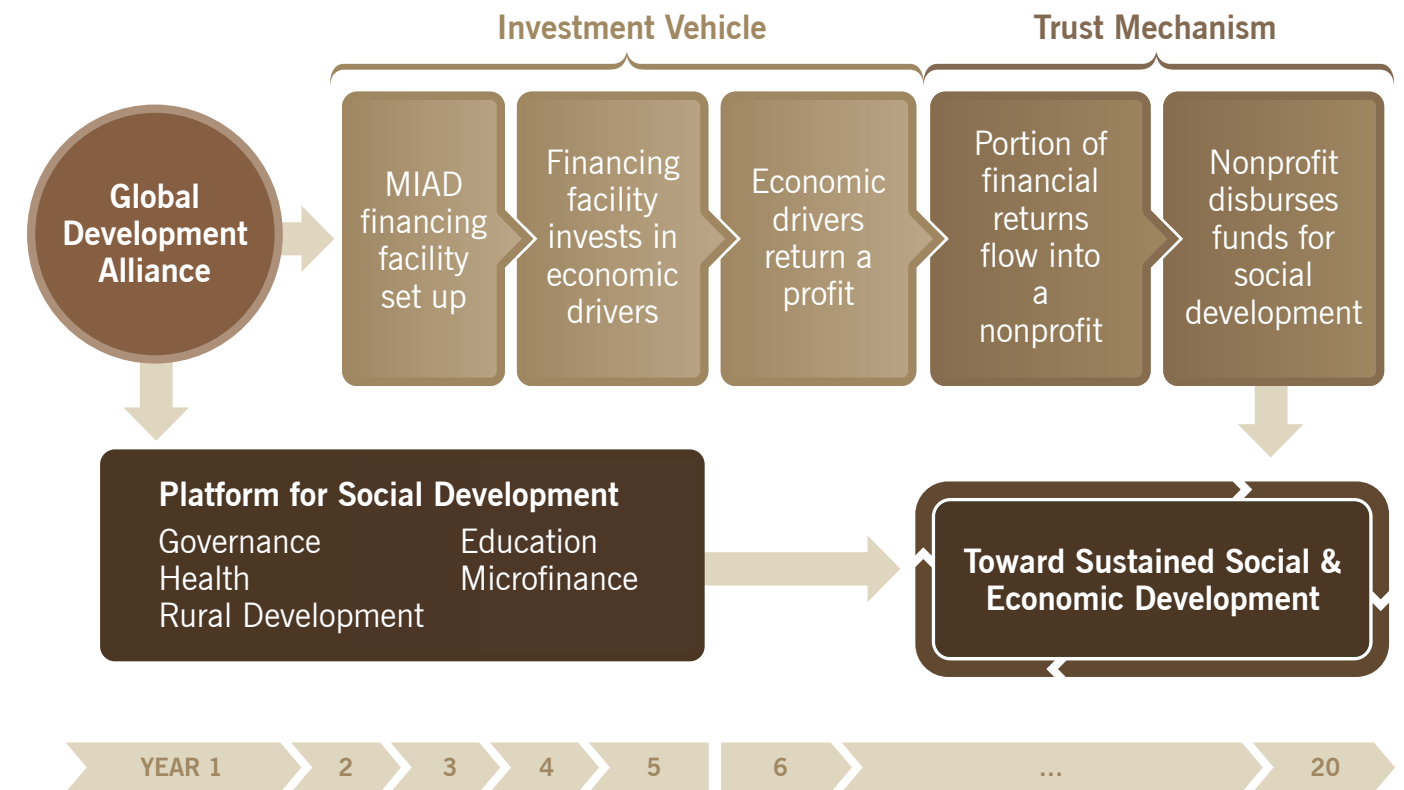 Investment Vehicle
Trust Mechanism
Global
Development
Alliance
MIAD
financing
facility
set up
Financing
facility
invests in
economic
drivers
Economic
drivers
return a
profit
Portion of
financial
returns
flow into
a
nonprofit
Nonprofit
disburses
funds for
social
development
Platform for Social Development
Governance
Health
Rural Development
Education
Microfinance
Toward Sustained Social &
Economic Development
YEAR 1
2
3
4
5
6
...
20